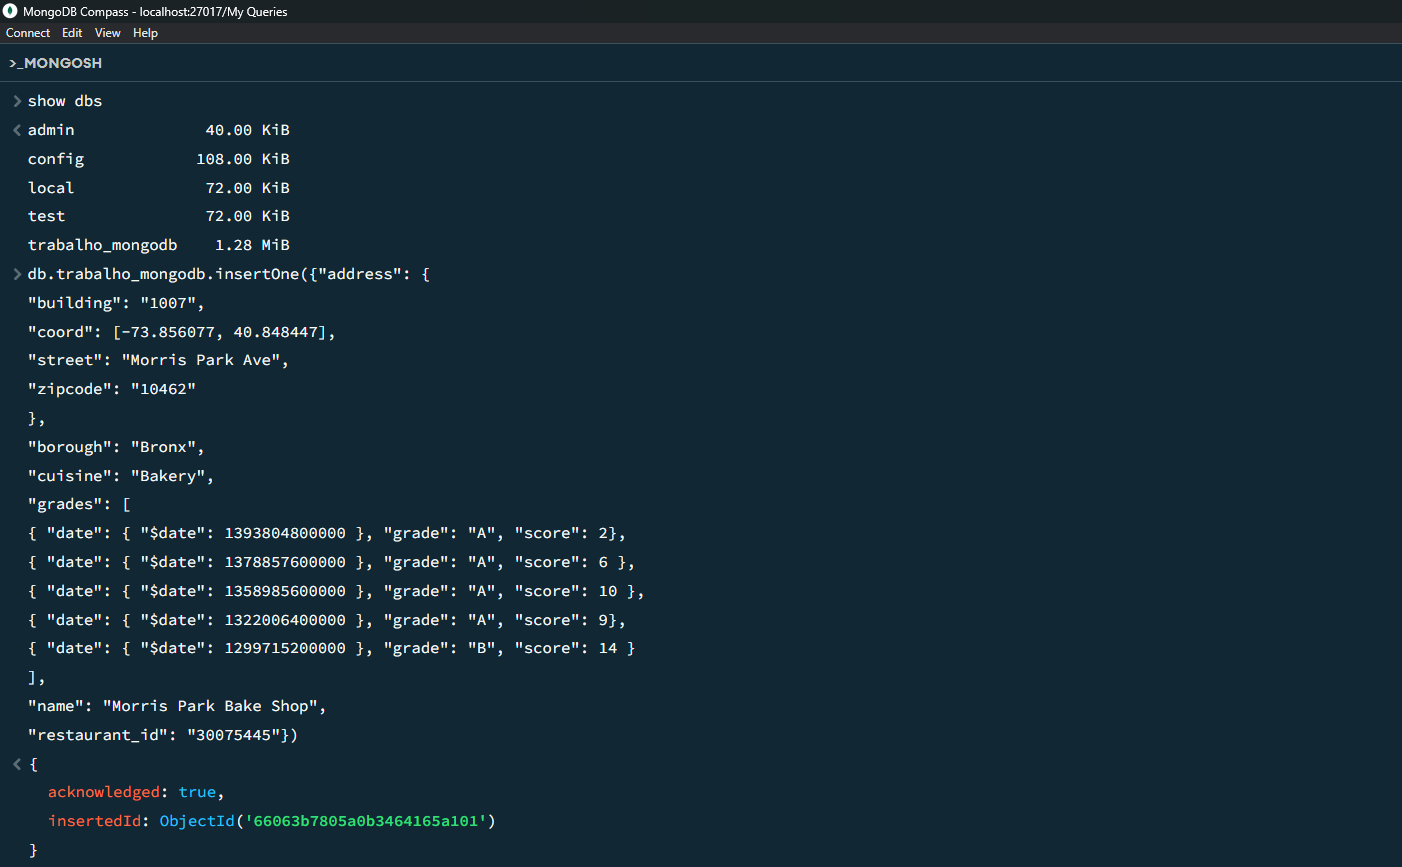 MongoDB Compass - localhost:27017/My Queries
Connect Edit View Help
>_MONGOSH
> show dbs
< admin 40.00 KiB
config 108.00 KiB
local 72.00 KiB
test 72.00 KiB
trabalho_mongodb 1.28 MiB
> db.trabalho_mongodb.insertOne({"address": {
"building": "1007",
"coord": [-73.856077, 40.848447],
"street": "Morris Park Ave",
"zipcode": "10462"
},
"borough": "Bronx",
"cuisine": "Bakery",
"grades": [
{ "date": { "$date": 1393804800000 }, "grade": "A", "score": 2},
{ "date": { "$date": 1378857600000 }, "grade": "A", "score": 6 },
{ "date": { "$date": 1358985600000 }, "grade": "A", "score": 10 },
{ "date": { "$date": 1322006400000 }, "grade": "A", "score": 9},
{ "date": { "$date": 1299715200000 }, "grade": "B", "score": 14 }
],
"name": "Morris Park Bake Shop",
"restaurant_id": "30075445"})
< {
acknowledged: true,
insertedId: ObjectId('66063b7805a0b3464165a101')
}